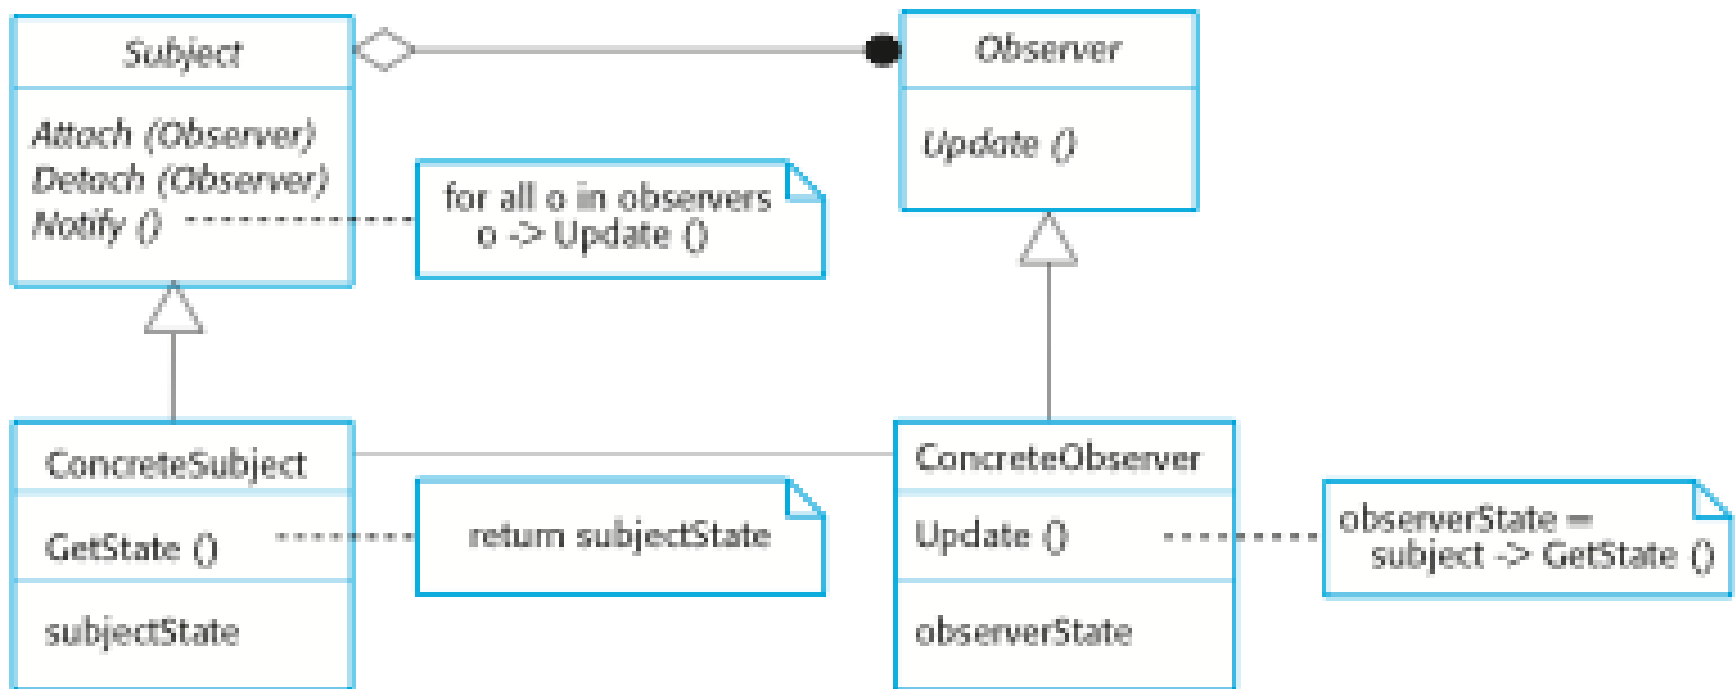 Subject
Attach (Observer)
Detach (Observer)
Notify ()
for all o in observers
o -> Update ()
Observer
Update ()
ConcreteSubject
GetState ()
subjectState
return subjectState
ConcreteObserver
Update ()
observerState
observerState =
subject -> GetState ()